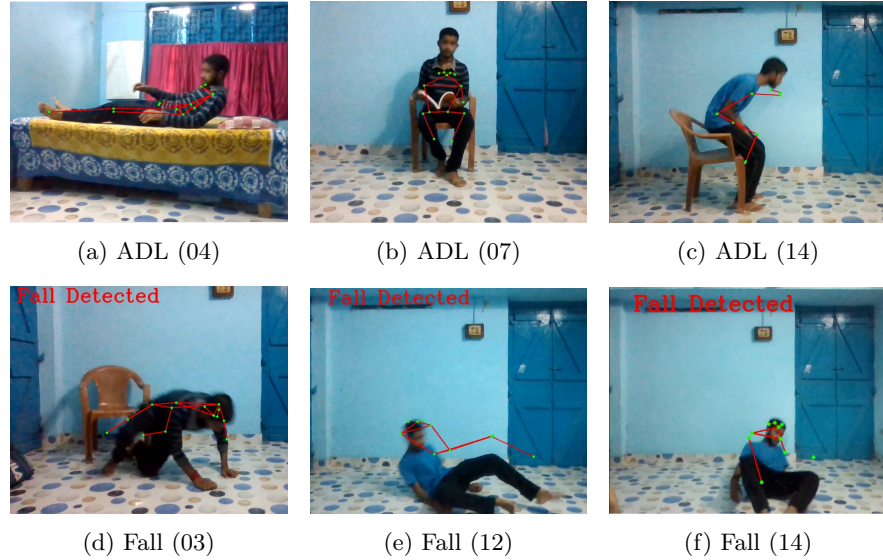 (a) ADL (04)
(b) ADL (07)
(c) ADL (14)
Fall Detected
Fall Detected
Fall Detected
(d) Fall (03)
(e) Fall (12)
(f) Fall (14)